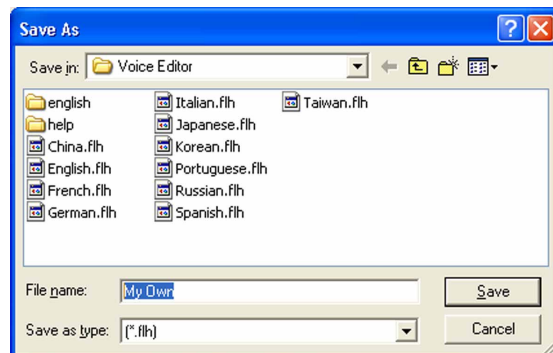 Save As
Save in: Voice Editor
english
help
China.flh
English.flh
French.flh
German.flh
Italian.flh
Japanese.flh
Korean.flh
Portuguese.flh
Russian.flh
Spanish.flh
Taiwan.flh
File name: My Own
Save
Save as type: (*.flh)
Cancel